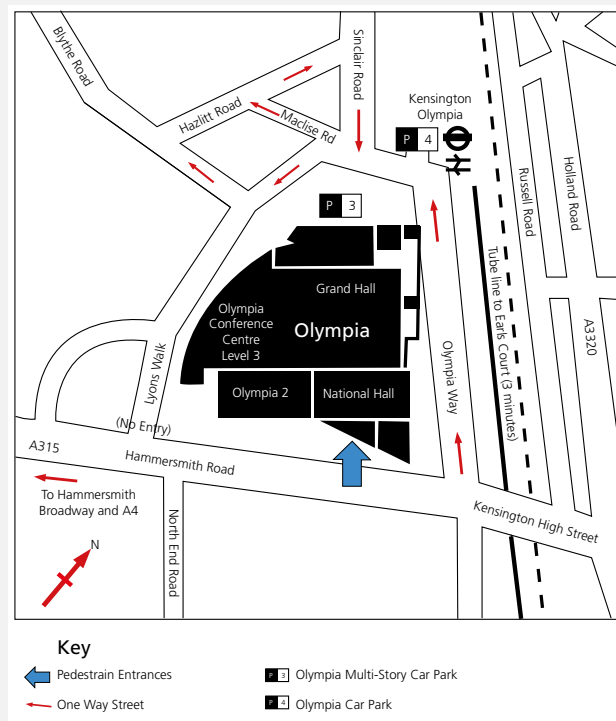 Blythe Road
Hazlitt Road
Maclise Rd
Sinclair Road
Kensington
Olympia
P 4
Russell Road
Holland Road
P 3
Grand Hall
Olympia
Conference
Centre
Level 3
Olympia
Olympia 2
National Hall
Lyons Walk
Olympia Way
Tube line to Earls Court (3 minutes)
A3320
(No Entry)
A315
Hammersmith Road
To Hammersmith
Broadway and A4
North End Road
Kensington High Street
N
Key
Pedestrain Entrances
P 3 Olympia Multi-Story Car Park
One Way Street
P 4 Olympia Car Park